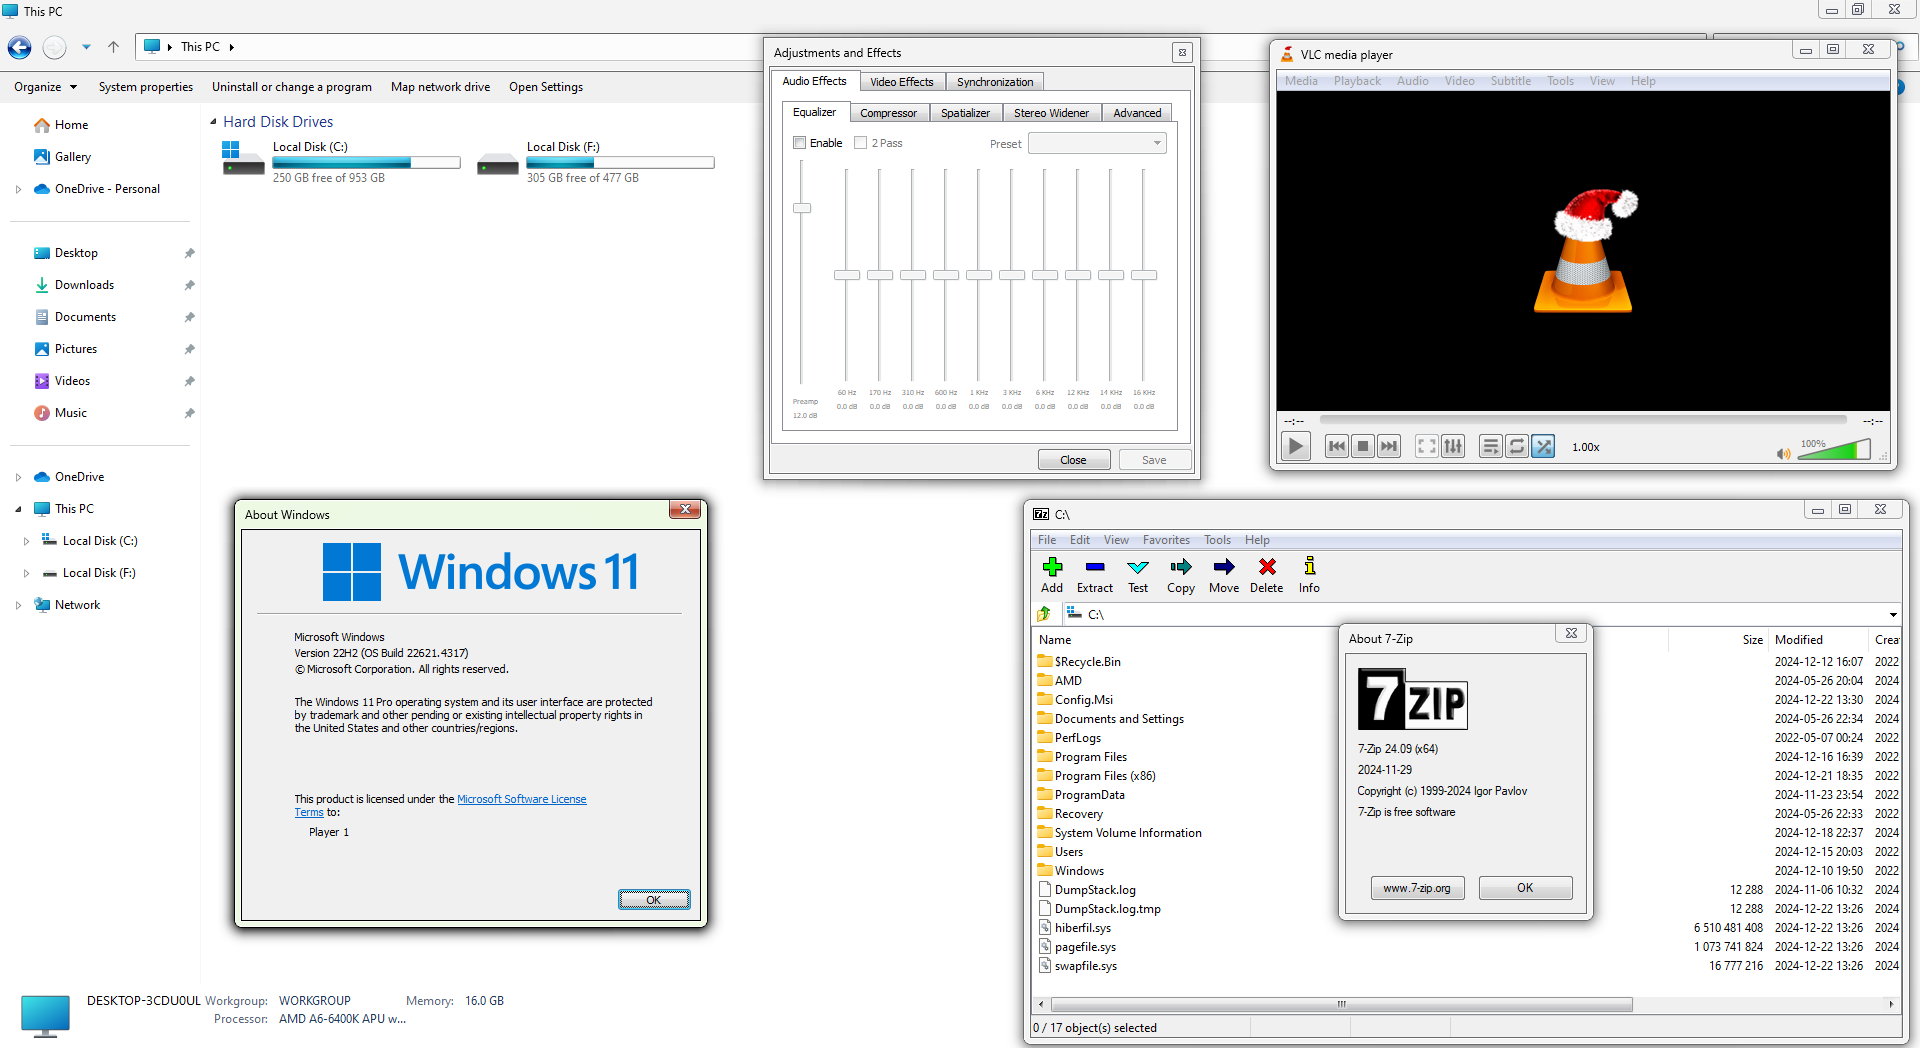 This PC
This PC
Organize
System properties
Uninstall or change a program
Map network drive
Open Settings
Home
Gallery
OneDrive - Personal
Desktop
Downloads
Documents
Pictures
Videos
Music
OneDrive
This PC
Local Disk (C:)
Local Disk (F:)
Network
Hard Disk Drives
Local Disk (C:)
250 GB free of 953 GB
Local Disk (F:)
305 GB free of 477 GB
DESKTOP-3CDU0UL Workgroup: WORKGROUP Memory: 16.0 GB
Processor: AMD A6-6400K APU w...
Adjustments and Effects
Audio Effects Video Effects Synchronization
Equalizer Compressor Spatializer Stereo Widener Advanced
Enable 2 Pass Preset
60 Hz 170 Hz 310 Hz 600 Hz 1 KHz 3 KHz 6 KHz 12 KHz 14 KHz 16 KHz
Preamp 0.0 dB 0.0 dB 0.0 dB 0.0 dB 0.0 dB 0.0 dB 0.0 dB 0.0 dB 0.0 dB 0.0 dB
12.0 dB
Close Save
VLC media player
Media Playback Audio Video Subtitle Tools View Help
--:-- --:--
1.00x 100%
About Windows
Windows 11
Microsoft Windows
Version 22H2 (OS Build 22621.4317)
© Microsoft Corporation. All rights reserved.
The Windows 11 Pro operating system and its user interface are protected
by trademark and other pending or existing intellectual property rights in
the United States and other countries/regions.
This product is licensed under the Microsoft Software License
Terms to:
Player 1
OK
7z C:\
File Edit View Favorites Tools Help
Add Extract Test Copy Move Delete Info
C:\
Name Size Modified Crea
$Recycle.Bin 2024-12-12 16:07 2022
AMD 2024-05-26 20:04 2024
Config.Msi 2024-12-22 13:30 2024
Documents and Settings 2024-05-26 22:34 2024
PerfLogs 2022-05-07 00:24 2022
Program Files 2024-12-16 16:39 2022
Program Files (x86) 2024-12-21 18:35 2022
ProgramData 2024-11-23 23:54 2022
Recovery 2024-05-26 22:33 2024
System Volume Information 2024-12-18 22:37 2024
Users 2024-12-15 20:03 2022
Windows 2024-12-10 19:50 2022
DumpStack.log 12 288 2024-11-06 10:32 2024
DumpStack.log.tmp 12 288 2024-12-22 13:26 2024
hiberfil.sys 6 510 481 408 2024-12-22 13:26 2024
pagefile.sys 1 073 741 824 2024-12-22 13:26 2024
swapfile.sys 16 777 216 2024-12-22 13:26 2024
0 / 17 object(s) selected
About 7-Zip
7ZIP
7-Zip 24.09 (x64)
2024-11-29
Copyright (c) 1999-2024 Igor Pavlov
7-Zip is free software
www.7-zip.org OK